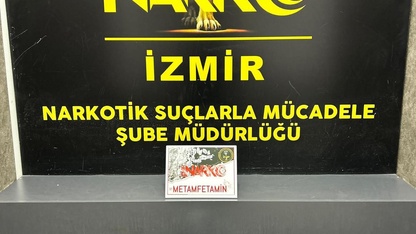 NARKO
İZMİR
NARKOTİK SUÇLARLA MÜCADELE
ŞUBE MÜDÜRLÜĞÜ
NARKO
METAMFETAMİN